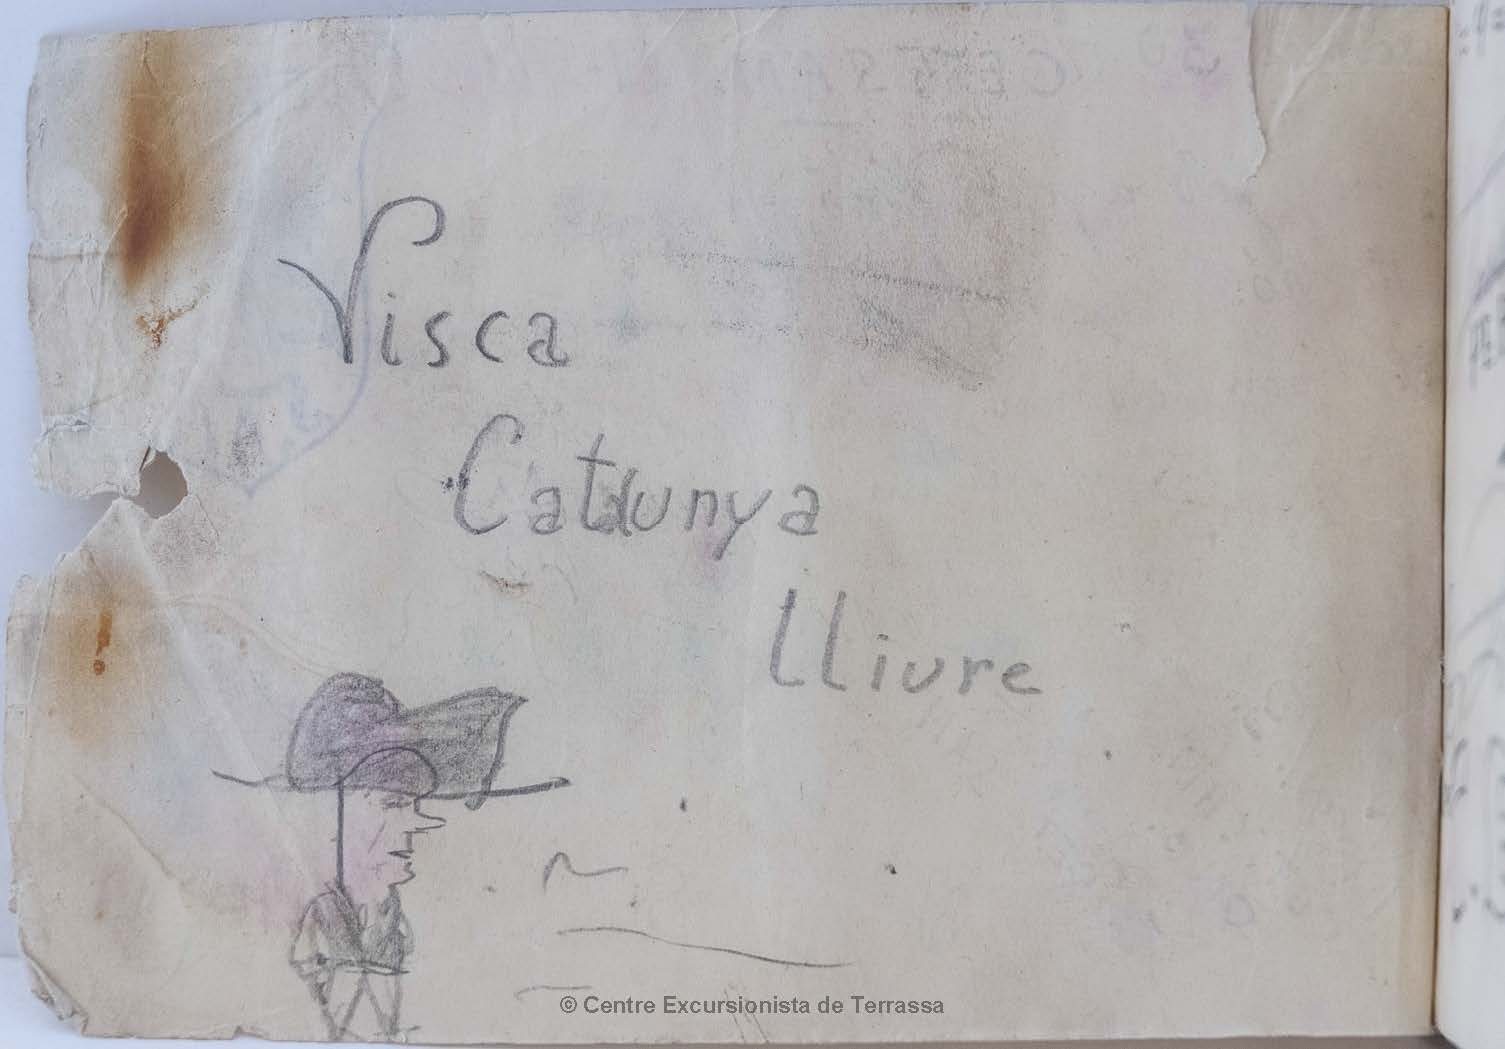 Visca
Catalunya
lliure
© Centre Excursionista de Terrassa